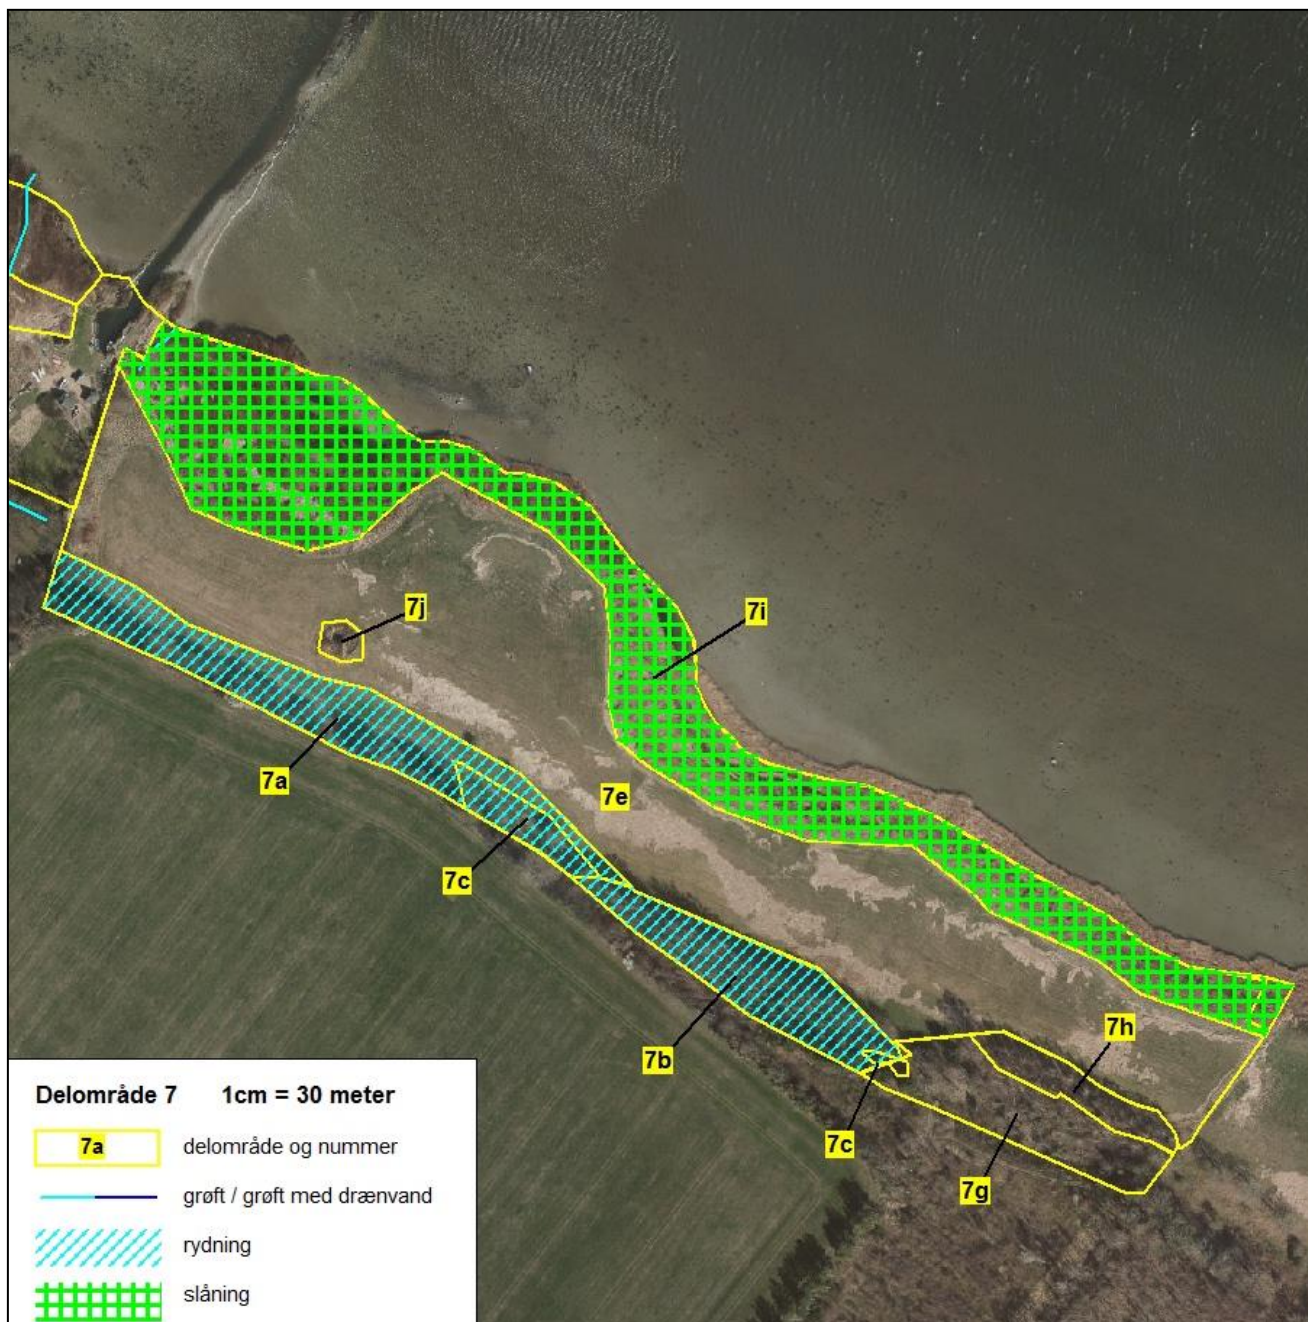 7j
7i
7a
7e
7c
7h
7b
7c
7g
Delområde 7 1cm = 30 meter
7a delområde og nummer
grøft / grøft med drænvand
rydning
slåning